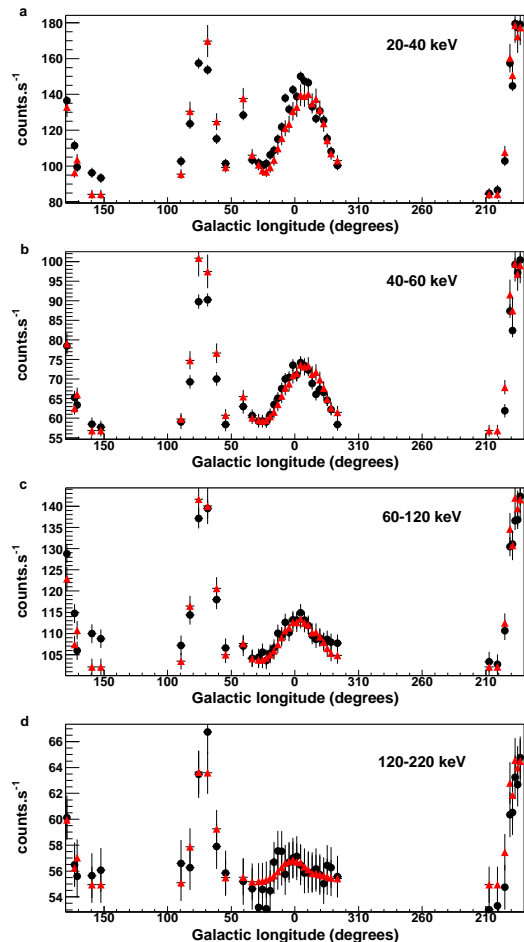 a
20-40 keV
counts.s-1
180
160
140
120
100
80
150 100 50 0 310 260 210
Galactic longitude (degrees)
b
40-60 keV
counts.s-1
100
95
90
85
80
75
70
65
60
55
150 100 50 0 310 260 210
Galactic longitude (degrees)
c
60-120 keV
counts.s-1
140
135
130
125
120
115
110
105
150 100 50 0 310 260 210
Galactic longitude (degrees)
d
120-220 keV
counts.s-1
66
64
62
60
58
56
54
150 100 50 0 310 260 210
Galactic longitude (degrees)